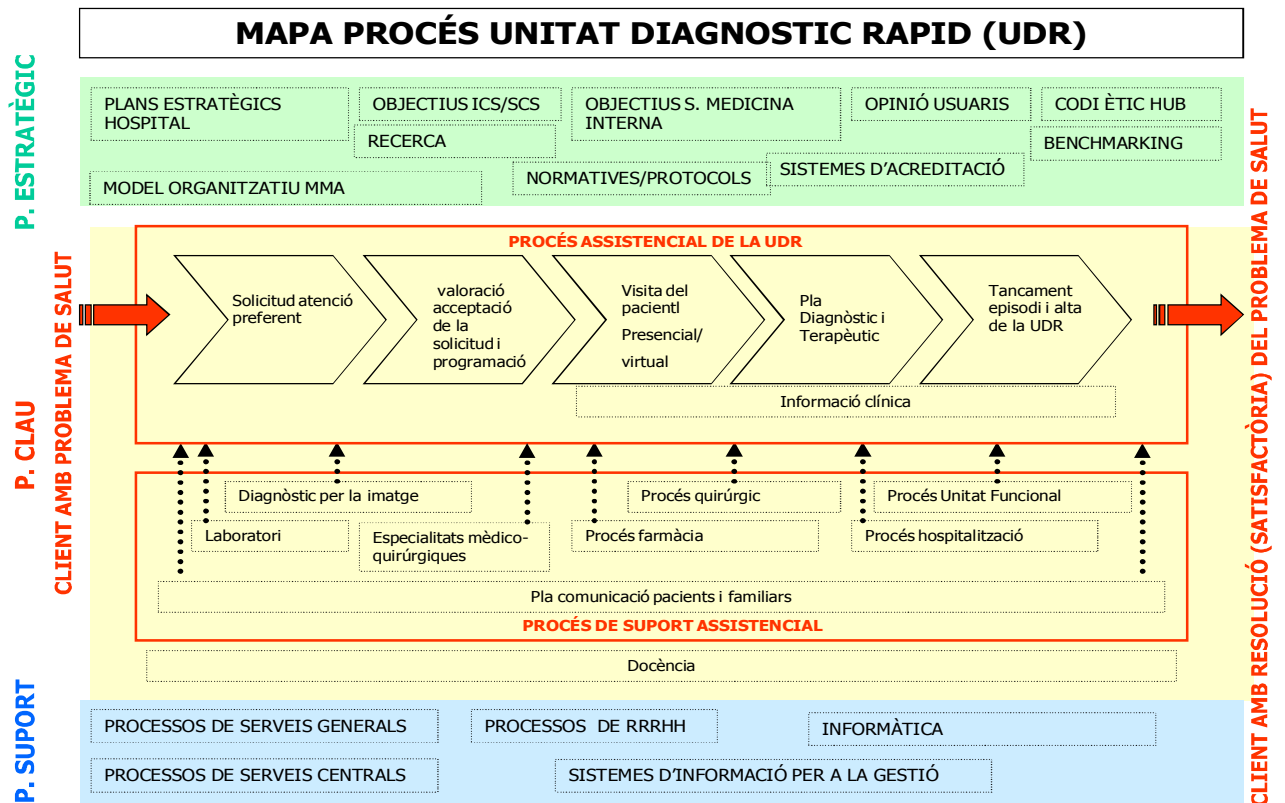 MAPA PROCÉS UNITAT DIAGNOSTIC RAPID (UDR)
P. ESTRATÈGIC
PLANS ESTRATÈGICS
HOSPITAL
OBJECTIUS ICS/SCS
OBJECTIUS S. MEDICINA
INTERNA
OPINIÓ USUARIS
CODI ÈTIC HUB
RECERCA
BENCHMARKING
MODEL ORGANITZATIU MMA
NORMATIVES/PROTOCOLS
SISTEMES D'ACREDITACIÓ
P. CLAU
CLIENT AMB PROBLEMA DE SALUT
PROCÉS ASSISTENCIAL DE LA UDR
Solicitud atenció
preferent
valoració
acceptació
de la
solicitud i
programació
Visita del
pacientl
Presencial/
virtual
Pla
Diagnòstic i
Terapèutic
Tancament
episodi i alta
de la UDR
Informació clínica
Diagnòstic per la imatge
Procés quirúrgic
Procés Unitat Funcional
Laboratori
Especialitats mèdico-
quirúrgiques
Procés farmàcia
Procés hospitalització
Pla comunicació pacients i familiars
PROCÉS DE SUPORT ASSISTENCIAL
Docència
CLIENT AMB RESOLUCIÓ (SATISFACTÒRIA) DEL PROBLEMA DE SALUT
P. SUPORT
PROCESSOS DE SERVEIS GENERALS
PROCESSOS DE RRRHH
INFORMÀTICA
PROCESSOS DE SERVEIS CENTRALS
SISTEMES D'INFORMACIÓ PER A LA GESTIÓ